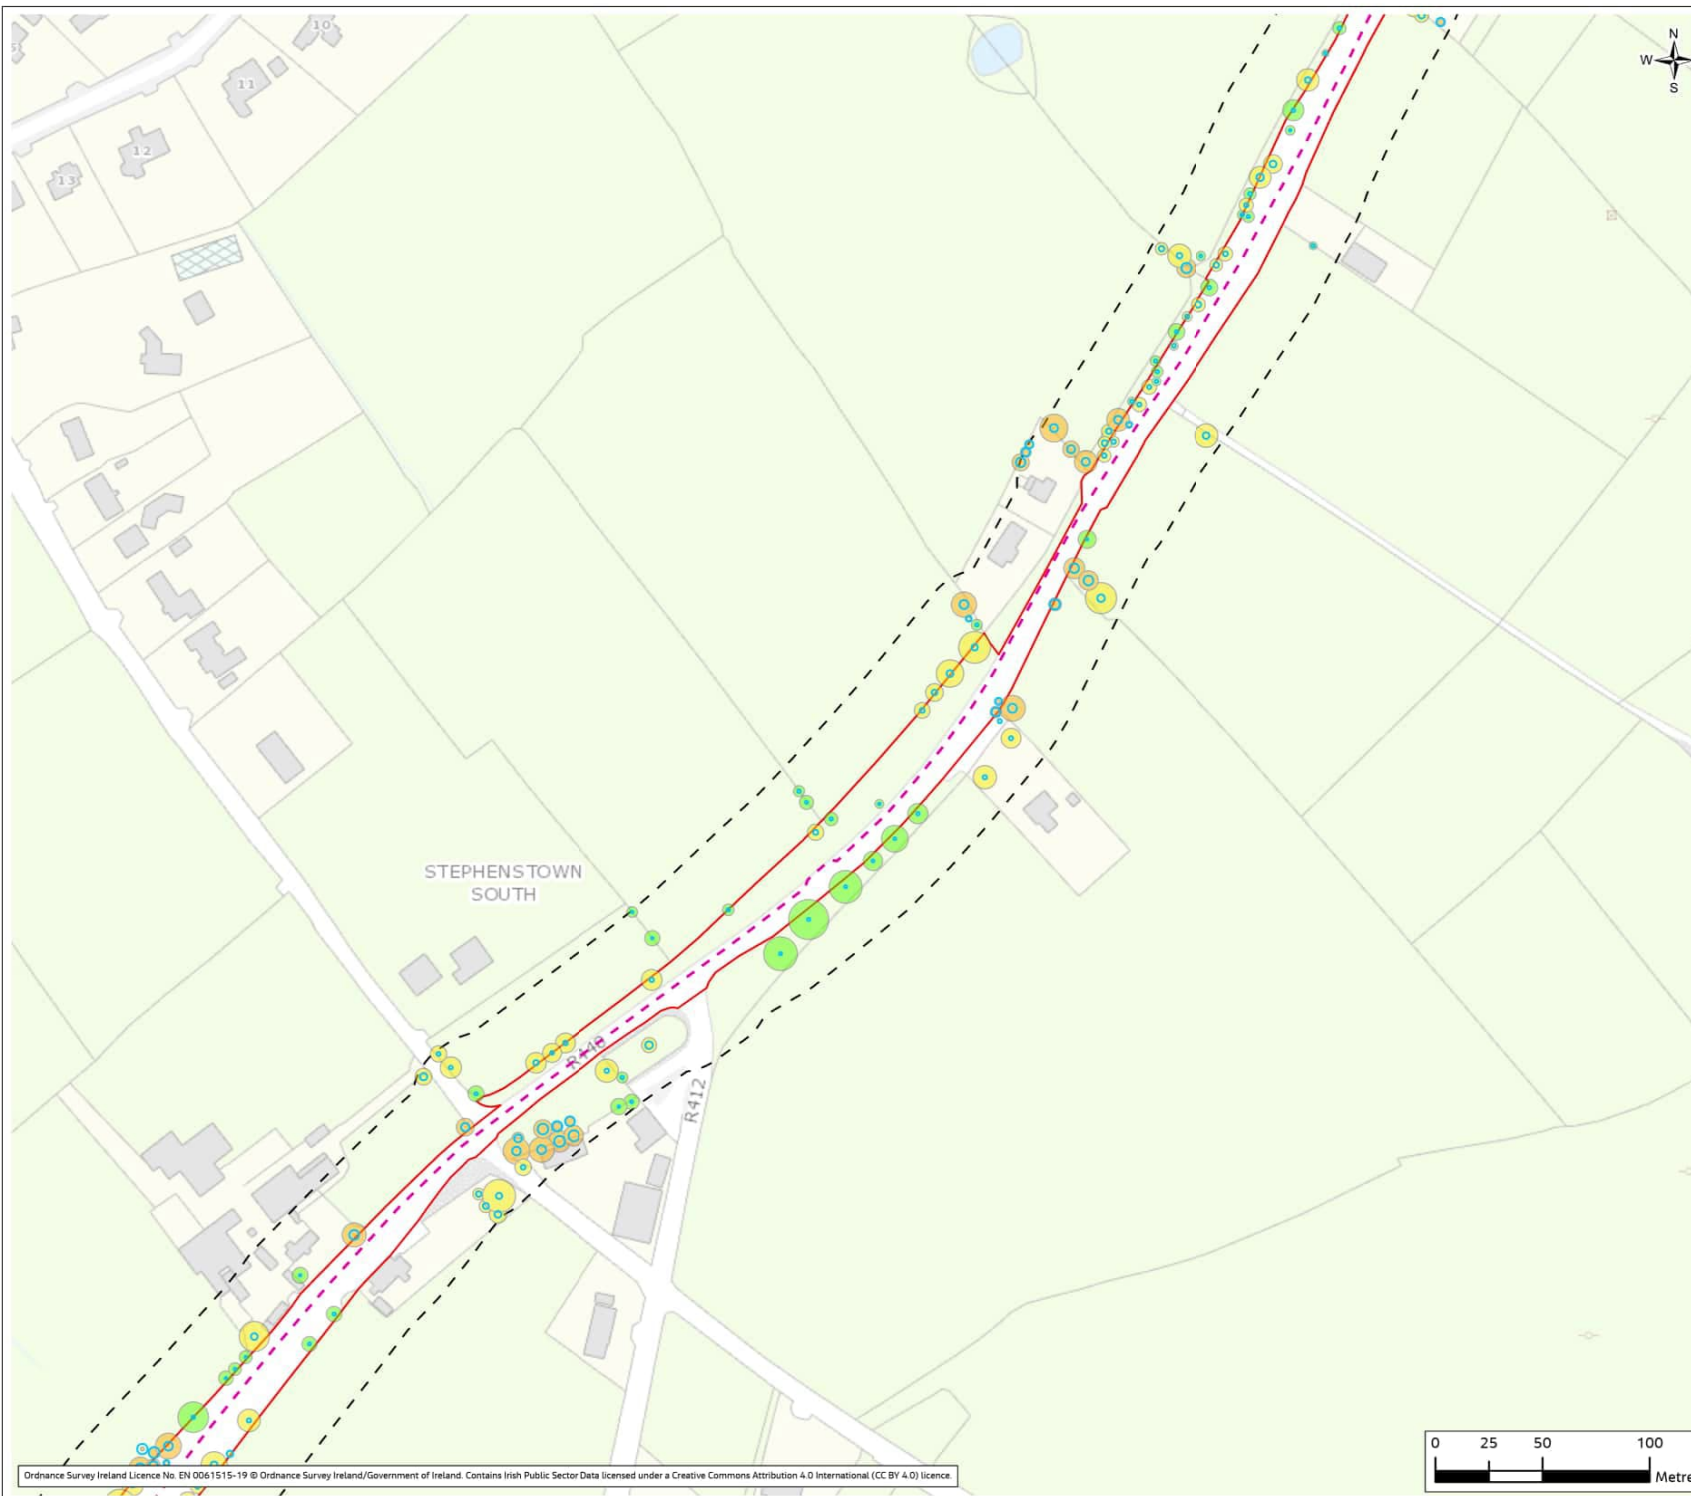 10
11
12
13
N
W
S
STEPHENSTOWN
SOUTH
R448
R412
0 25 50 100
Metre
Ordnance Survey Ireland Licence No. EN 0061515-19 © Ordnance Survey Ireland/Government of Ireland. Contains Irish Public Sector Data licensed under a Creative Commons Attribution 4.0 International (CC BY 4.0) licence.